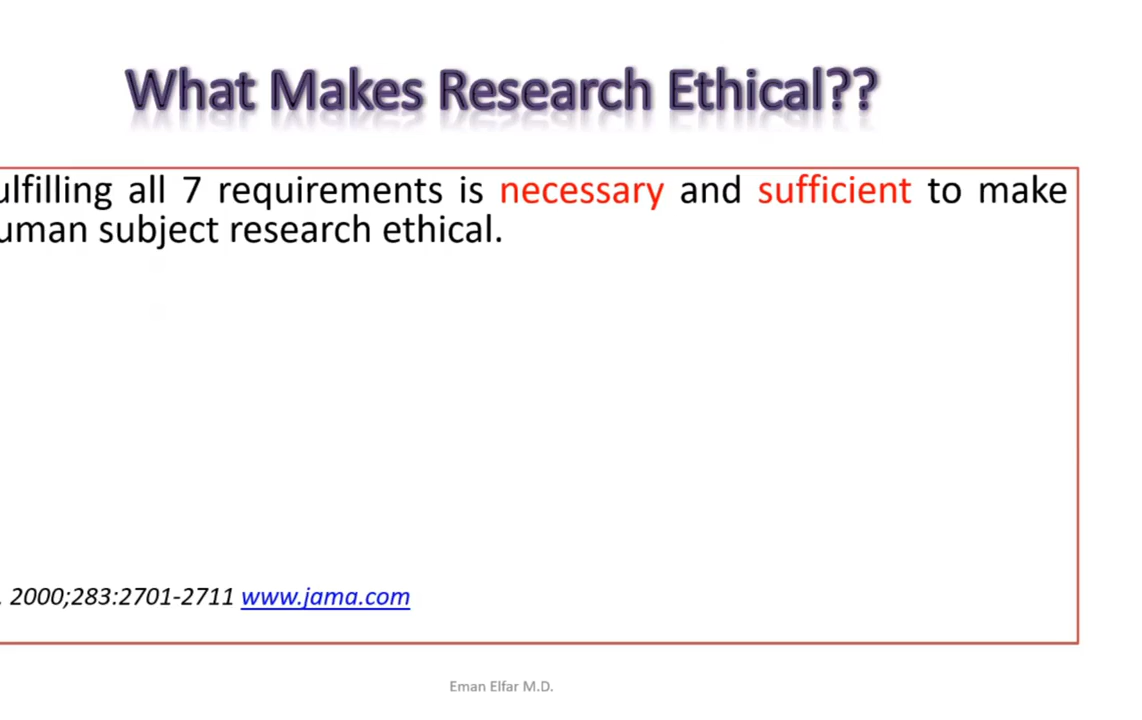 What Makes Research Ethical??
ulfilling all 7 requirements is necessary and sufficient to make
uman subject research ethical.
. 2000;283:2701-2711 www.jama.com
Eman Elfar M.D.